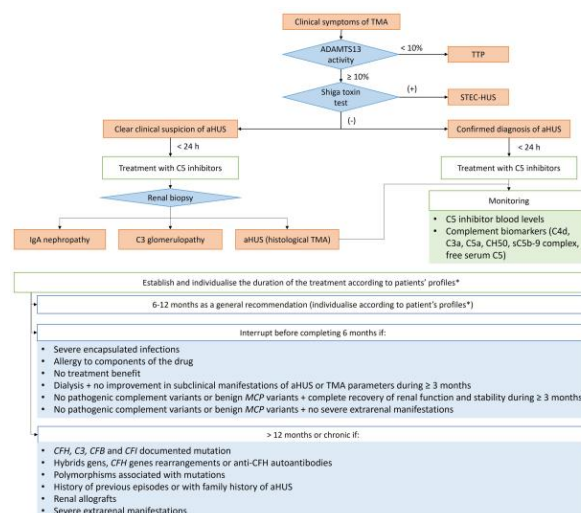 Clinical symptoms of TMA
ADAMTS13
activity
< 10%
TTP
≥ 10%
Shiga toxin
test
(+)
STEC-HUS
(-)
Clear clinical suspicion of aHUS
Confirmed diagnosis of aHUS
< 24 h
< 24 h
Treatment with C5 inhibitors
Treatment with C5 inhibitors
Renal biopsy
Monitoring
• C5 inhibitor blood levels
• Complement biomarkers (C4d,
C3a, C5a, CH50, sC5b-9 complex,
free serum C5)
IgA nephropathy
C3 glomerulopathy
aHUS (histological TMA)
Establish and individualise the duration of the treatment according to patients' profiles*
6-12 months as a general recommendation (individualise according to patient's profiles*)
Interrupt before completing 6 months if:
• Severe encapsulated infections
• Allergy to components of the drug
• No treatment benefit
• Dialysis + no improvement in subclinical manifestations of aHUS or TMA parameters during ≥ 3 months
• No pathogenic complement variants or benign MCP variants + complete recovery of renal function and stability during ≥ 3 months
• No pathogenic complement variants or benign MCP variants + no severe extrarenal manifestations
> 12 months or chronic if:
• CFH, C3, CFB and CFI documented mutation
• Hybrids gens, CFH genes rearrangements or anti-CFH autoantibodies
• Polymorphisms associated with mutations
• History of previous episodes or with family history of aHUS
• Renal allografts
• Severe extrarenal manifestations